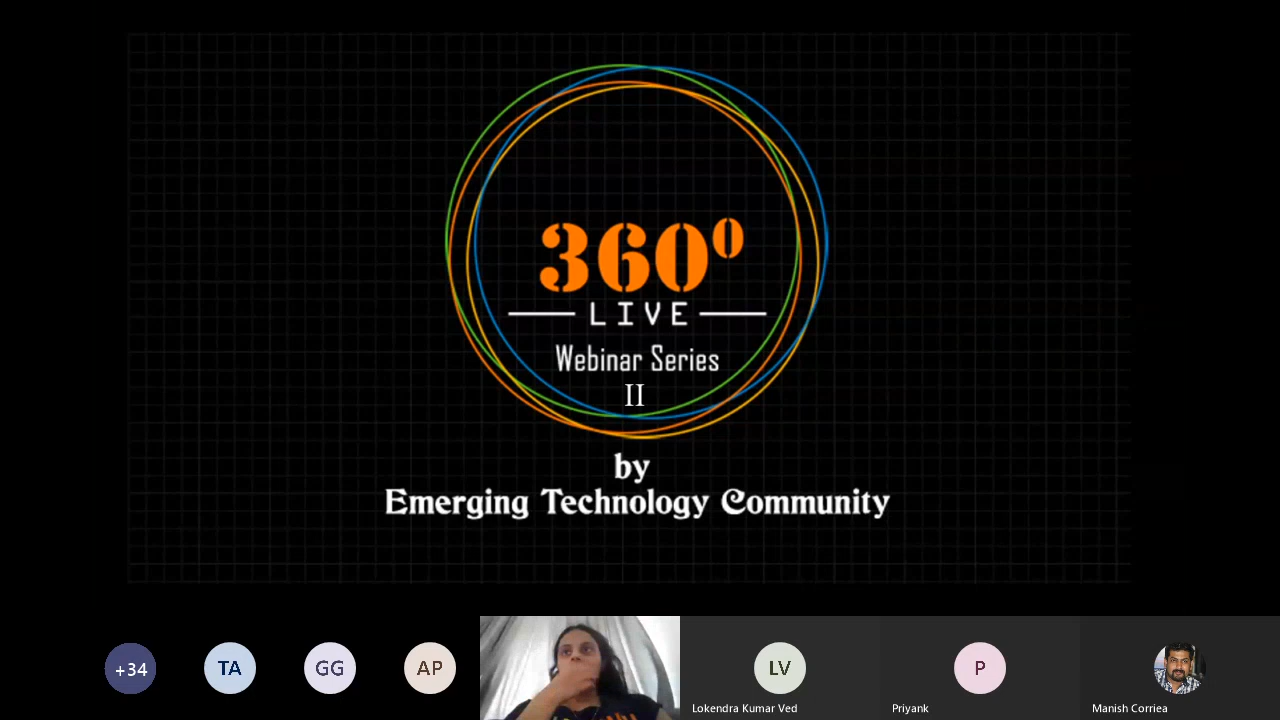 360⁰
LIVE
Webinar Series
II
by
Emerging Technology Community
+34
TA
GG
AP
LV
P
Lokendra Kumar Ved
Priyank
Manish Corriea